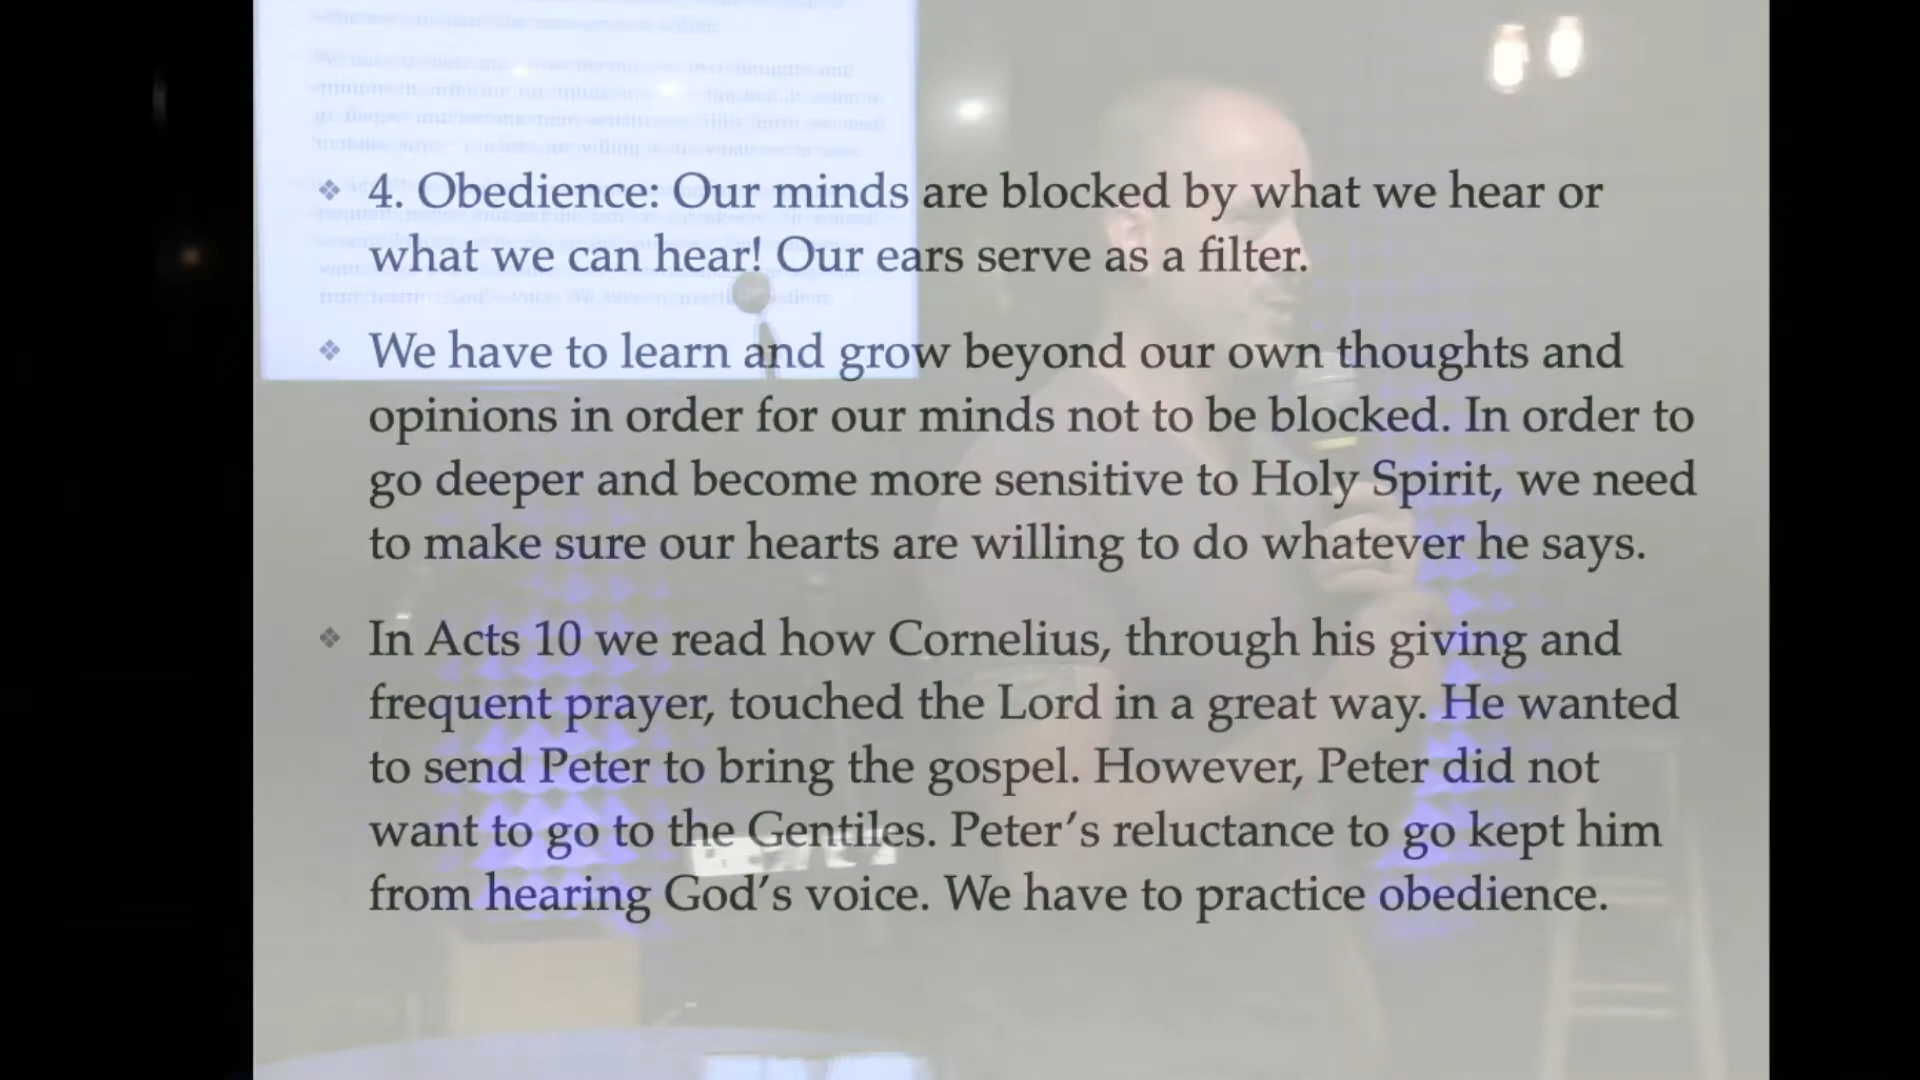 ❖ 4. Obedience: Our minds are blocked by what we hear or
what we can hear! Our ears serve as a filter.
❖ We have to learn and grow beyond our own thoughts and
opinions in order for our minds not to be blocked. In order to
go deeper and become more sensitive to Holy Spirit, we need
to make sure our hearts are willing to do whatever he says.
❖ In Acts 10 we read how Cornelius, through his giving and
frequent prayer, touched the Lord in a great way. He wanted
to send Peter to bring the gospel. However, Peter did not
want to go to the Gentiles. Peter’s reluctance to go kept him
from hearing God’s voice. We have to practice obedience.